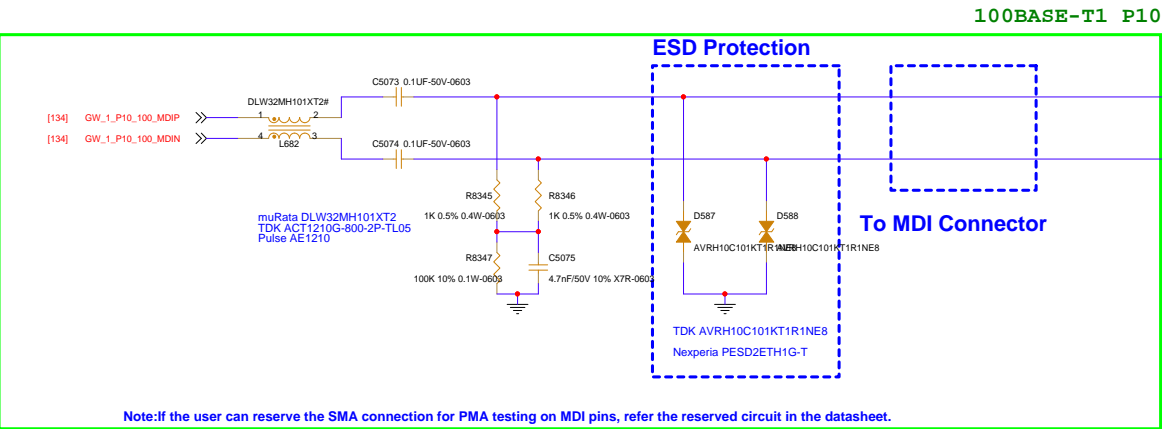 100BASE-T1 P10
ESD Protection
C5073 0.1UF-50V-0603
DLW32MH101XT2#
[134] GW_1_P10_100_MDIP
1 2
[134] GW_1_P10_100_MDIN
4 3
L682
C5074 0.1UF-50V-0603
R8345
R8346
1K 0.5% 0.4W-0603
1K 0.5% 0.4W-0603
muRata DLW32MH101XT2
TDK ACT1210G-800-2P-TL05
Pulse AE1210
D587
D588
To MDI Connector
AVRH10C101KT1R1NE8
AVRH10C101KT1R1NE8
R8347
C5075
100K 10% 0.1W-0603
4.7nF/50V 10% X7R-0603
TDK AVRH10C101KT1R1NE8
Nexperia PESD2ETH1G-T
Note:If the user can reserve the SMA connection for PMA testing on MDI pins, refer the reserved circuit in the datasheet.